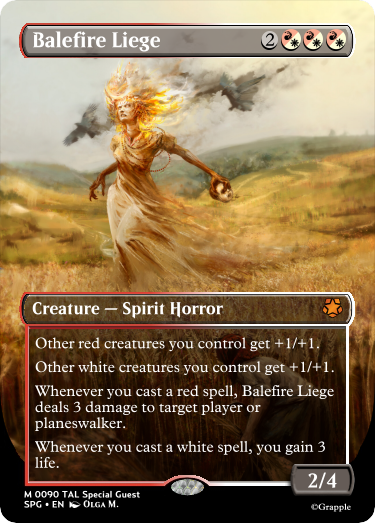 Balefire Liege 2
Creature — Spirit Horror
Other red creatures you control get +1/+1.
Other white creatures you control get +1/+1.
Whenever you cast a red spell, Balefire Liege
deals 3 damage to target player or
planeswalker.
Whenever you cast a white spell, you gain 3
life.
2/4
M 0090 TAL Special Guest
SPG • EN OLGA M.
©Grapple